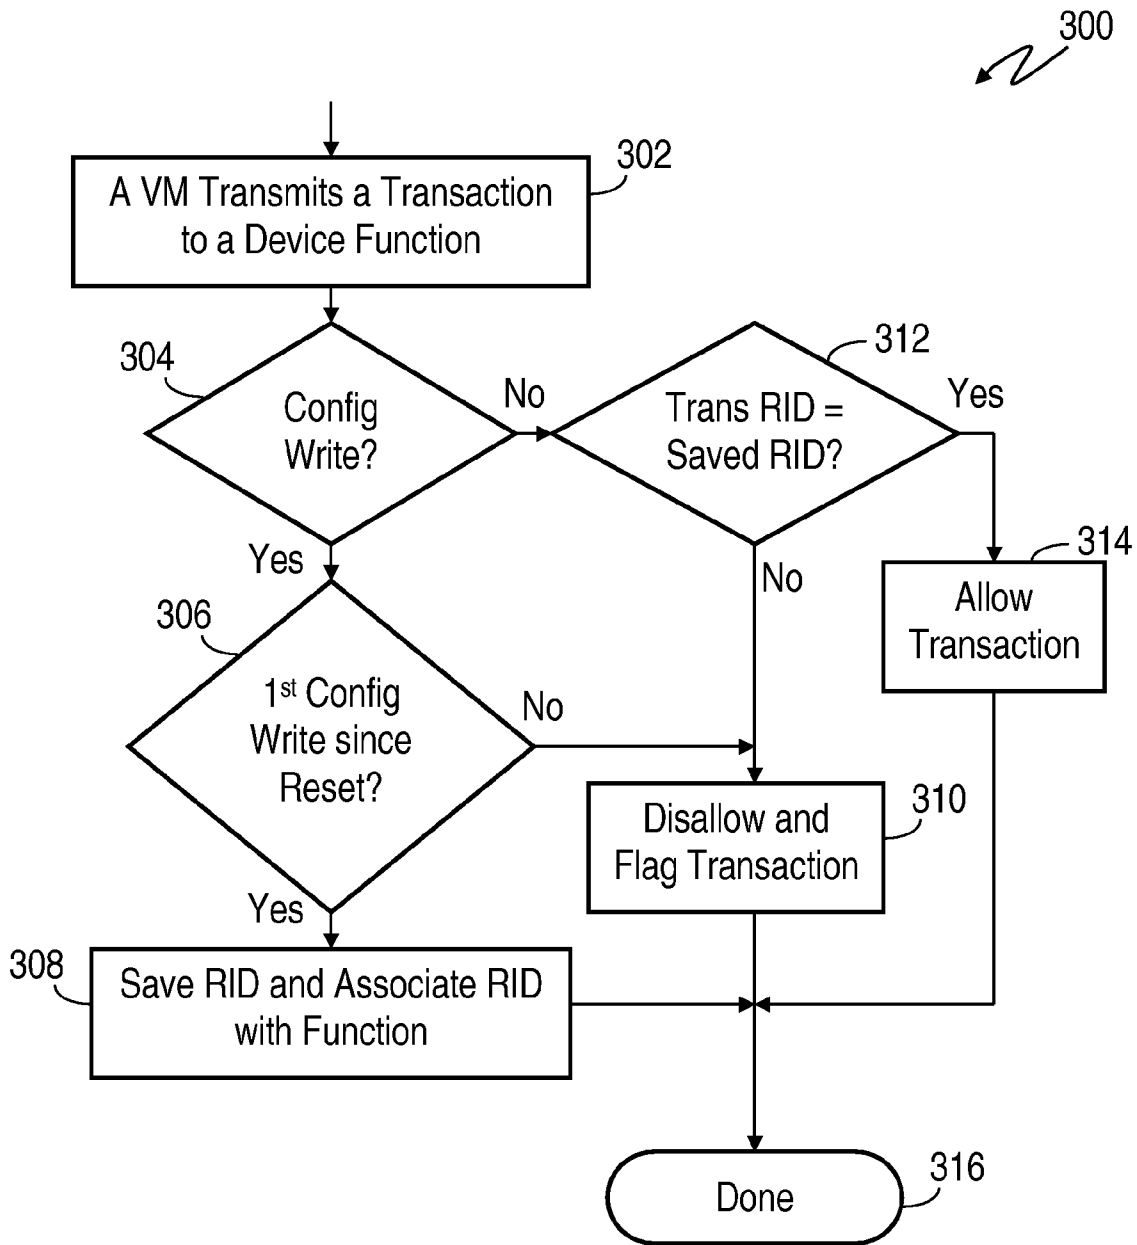 300
302
A VM Transmits a Transaction
to a Device Function
304
Config
Write?
No
312
Trans RID =
Saved RID?
Yes
Yes
No
314
Allow
Transaction
306
1st Config
Write since
Reset?
No
310
Disallow and
Flag Transaction
Yes
308
Save RID and Associate RID
with Function
316
Done